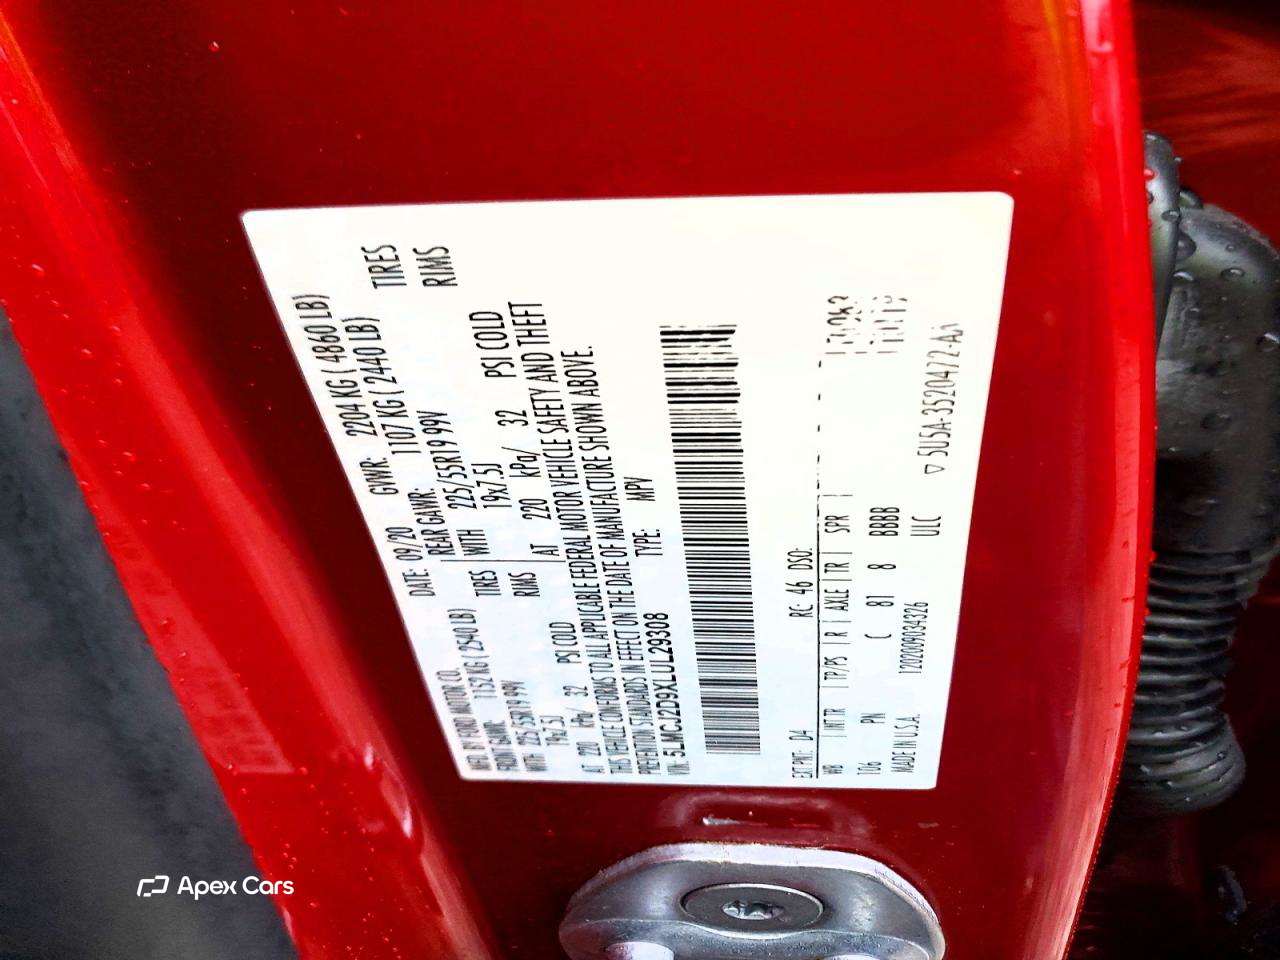 MFD. BY FORD MOTOR CO.
DATE: 09/20 GVWR: 2204 KG ( 4860 LB)
FRONT GAWR: 1152 KG ( 2540 LB) REAR GAWR: 1107 KG ( 2440 LB)
WITH 225/55R19 99V TIRES WITH 225/55R19 99V TIRES
19x7.5J RIMS 19x7.5J RIMS
AT 220 kPa/ 32 PSI COLD AT 220 kPa/ 32 PSI COLD
THIS VEHICLE CONFORMS TO ALL APPLICABLE FEDERAL MOTOR VEHICLE SAFETY AND THEFT
PREVENTION STANDARDS IN EFFECT ON THE DATE OF MANUFACTURE SHOWN ABOVE.
VIN: 5LMCJ2D9XLUL29308 TYPE: MPV
EXT PNT: D4 RC: 46 DSO:
WB INT TR TP/PS R AXLE TR SPR
106 PN C 81 8 BBBB
MADE IN U.S.A. 12020909034326 ULC
▽ 5U5A-3520472-AA
Apex Cars